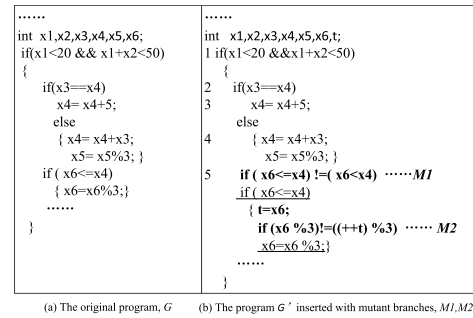 ……
int x1,x2,x3,x4,x5,x6;
if(x1<20 && x1+x2<50)
{
if(x3==x4)
x4= x4+5;
else
{ x4= x4+x3;
x5= x5%3; }
if ( x6<=x4)
{ x6=x6%3;}
……
}
(a) The original program, G
……
int x1,x2,x3,x4,x5,x6,t;
1 if(x1<20 &&x1+x2<50)
{
2 if(x3==x4)
3 x4= x4+5;
else
4 { x4= x4+x3;
x5= x5%3; }
5 if ( x6<=x4) !=( x6<x4) ……M1
if ( x6<=x4)
{ t=x6;
if (x6 %3)!=((++t) %3) …… M2
x6=x6 %3;}
……
}
(b) The program G' inserted with mutant branches, M1,M2